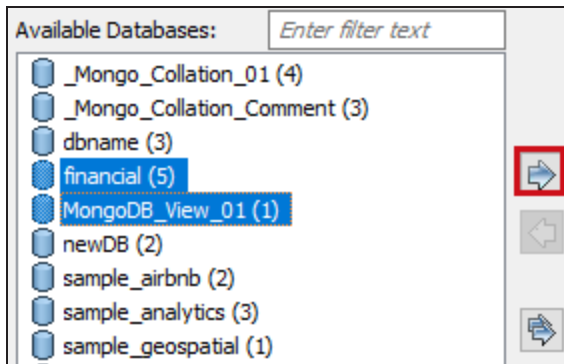 Available Databases: Enter filter text
_Mongo_Collation_01 (4)
_Mongo_Collation_Comment (3)
dbname (3)
financial (5)
MongoDB_View_01 (1)
newDB (2)
sample_airbnb (2)
sample_analytics (3)
sample_geospatial (1)